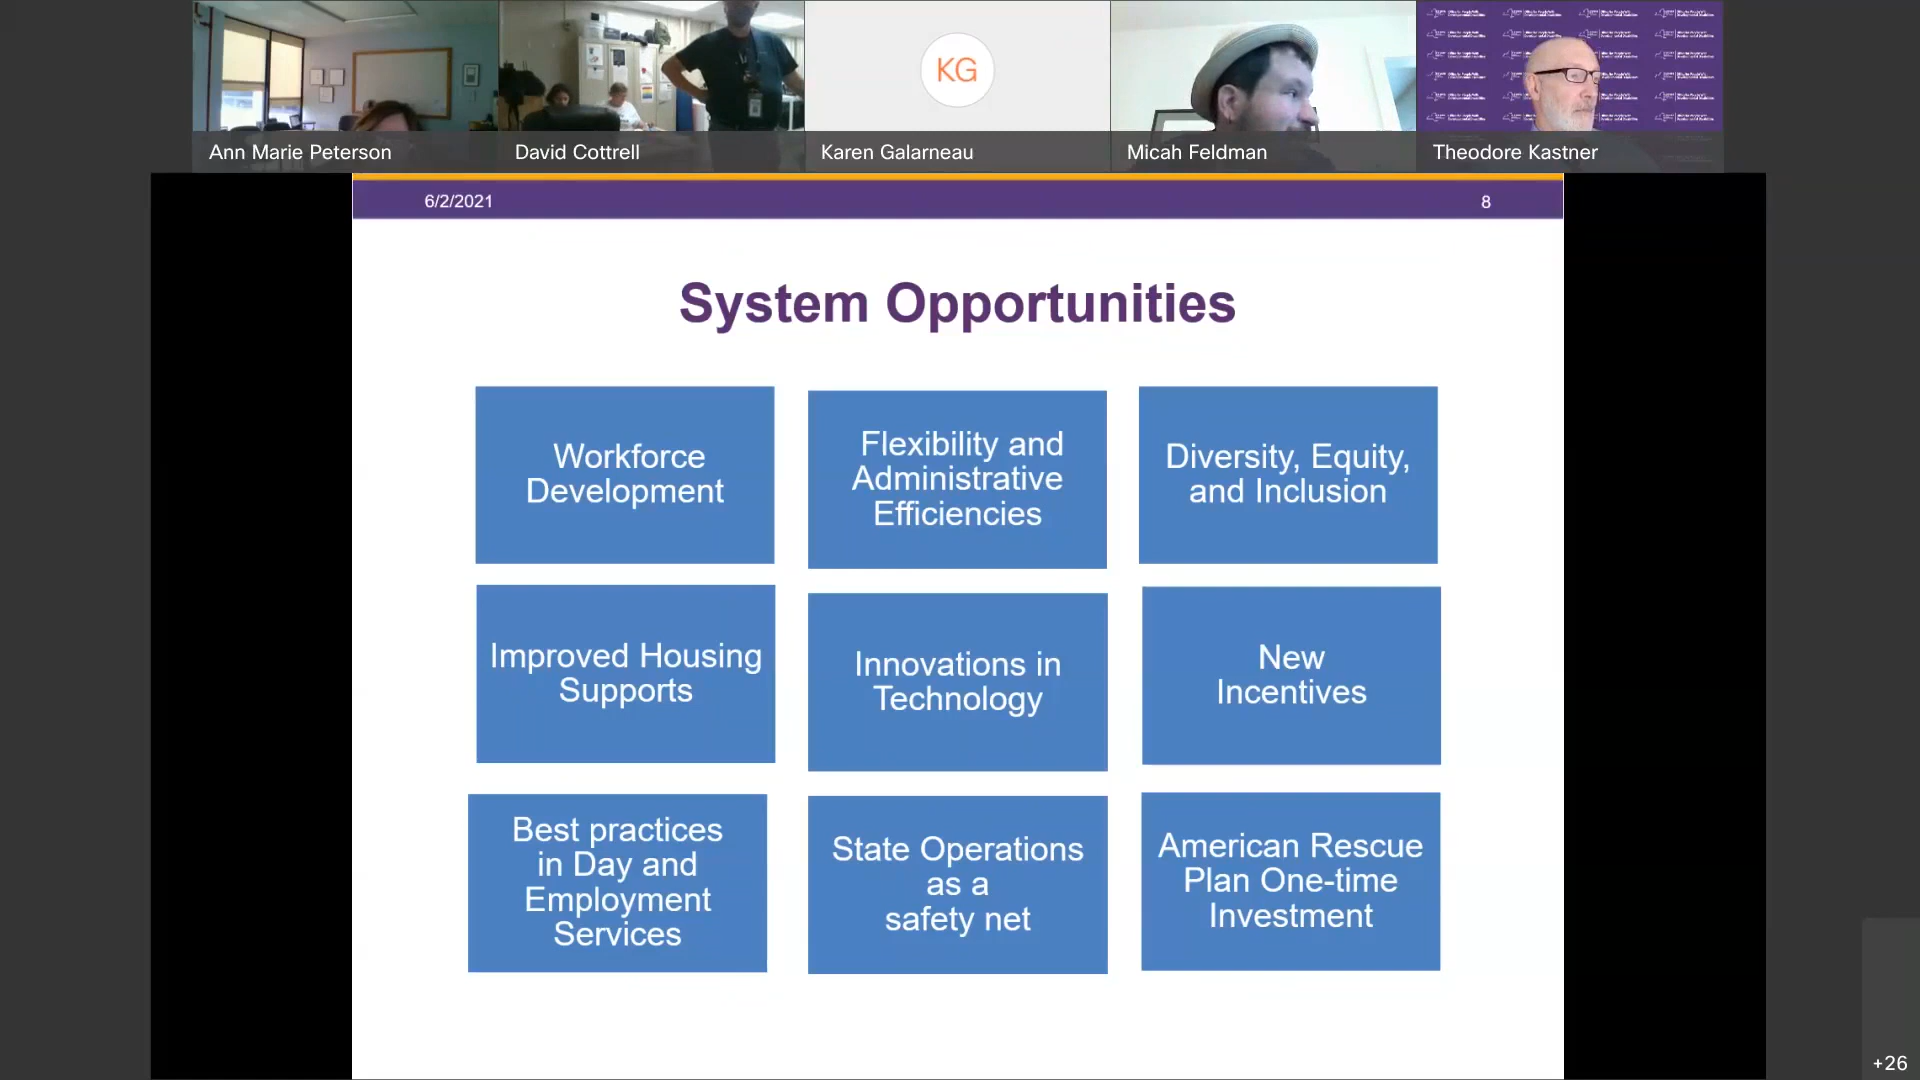 KG
Ann Marie Peterson
David Cottrell
Karen Galarneau
Micah Feldman
Theodore Kastner
6/2/2021
8
System Opportunities
Workforce
Development
Flexibility and
Administrative
Efficiencies
Diversity, Equity,
and Inclusion
Improved Housing
Supports
Innovations in
Technology
New
Incentives
Best practices
in Day and
Employment
Services
State Operations
as a
safety net
American Rescue
Plan One-time
Investment
+26